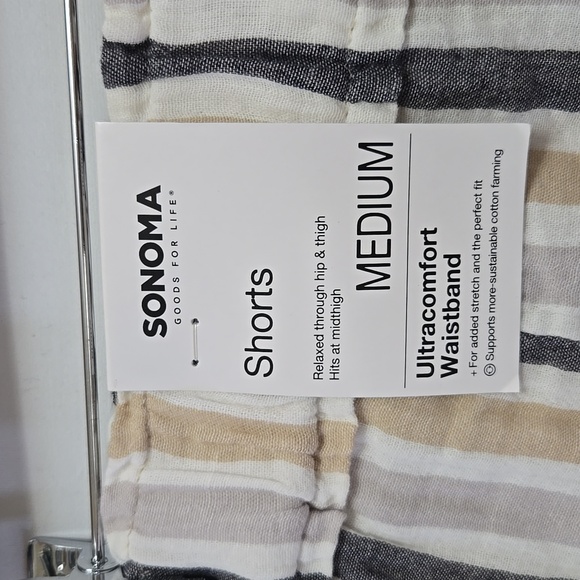 SONOMA
GOODS FOR LIFE®
Shorts
Relaxed through hip & thigh
Hits at midthigh
MEDIUM
Ultracomfort
Waistband
+ For added stretch and the perfect fit
Supports more-sustainable cotton farming